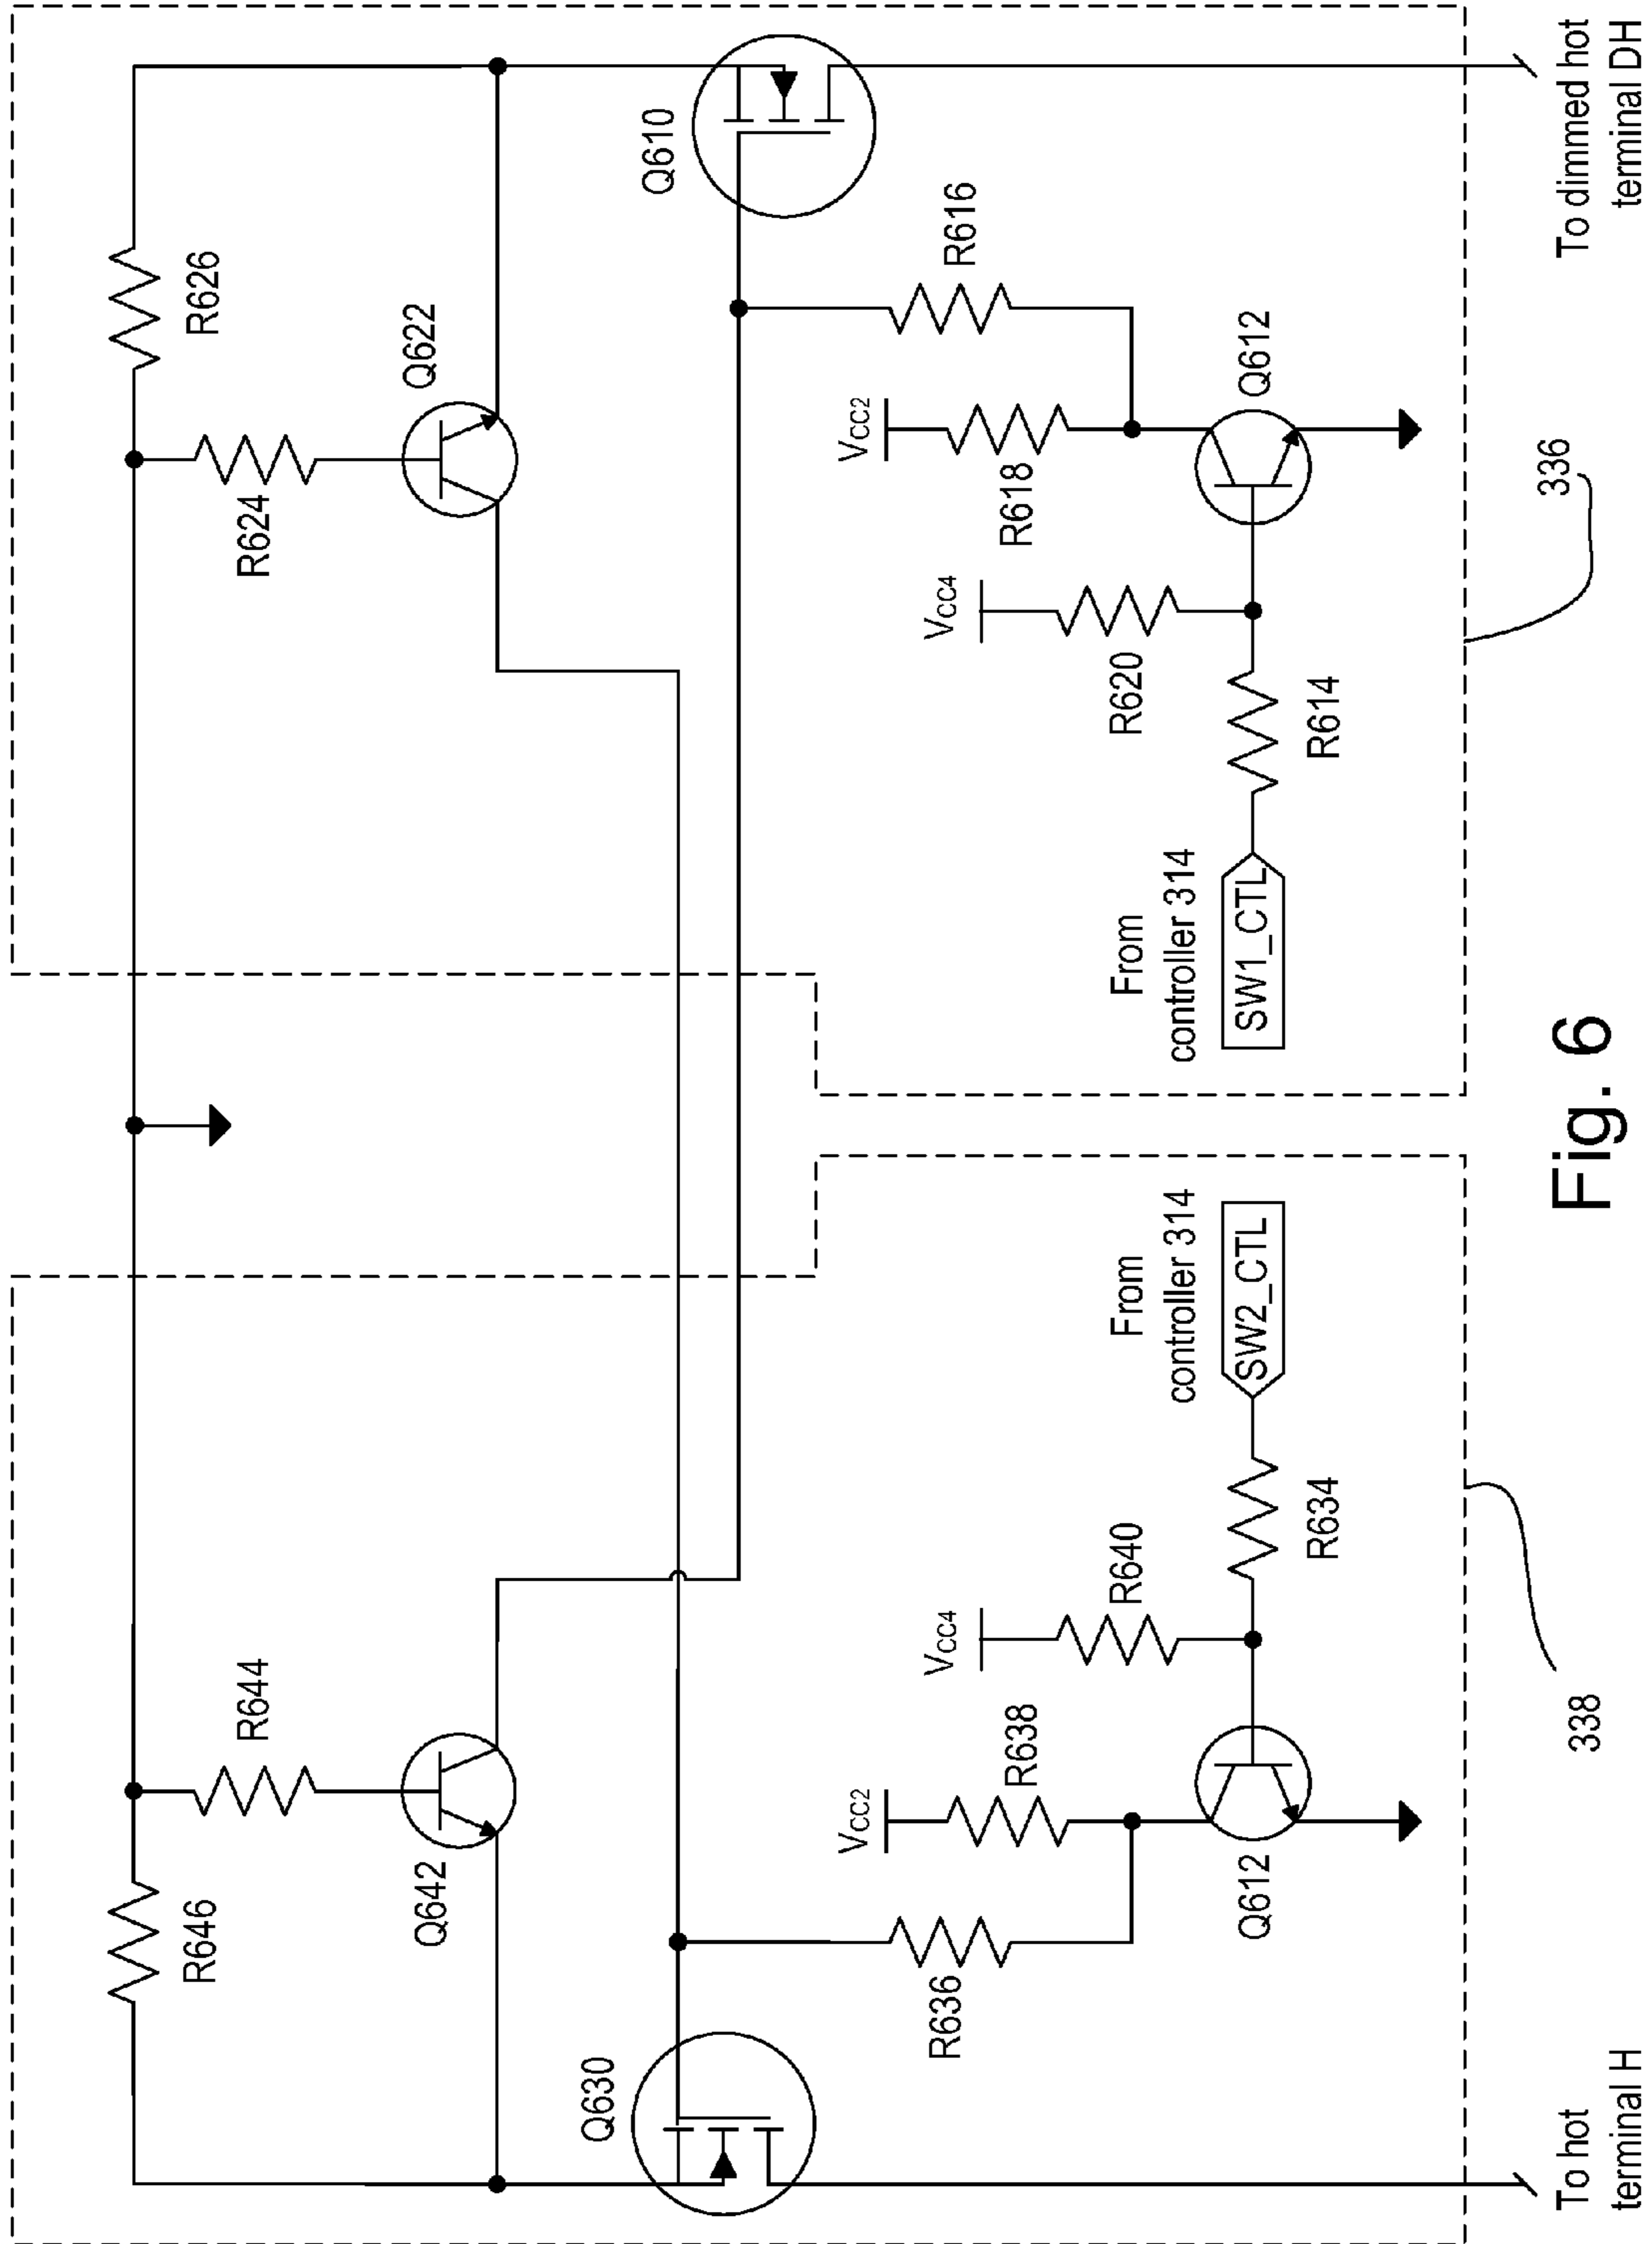 R646
R644
R624
R626
Q642
Q622
Q630
Q610
R636
VCC2
R638
VCC4
R640
From
controller 314
SW2_CTL
R634
Q612
From
controller 314
SW1_CTL
VCC4
R620
R614
VCC2
R618
R616
Q612
338
336
To hot
terminal H
To dimmed hot
terminal DH
Fig. 6